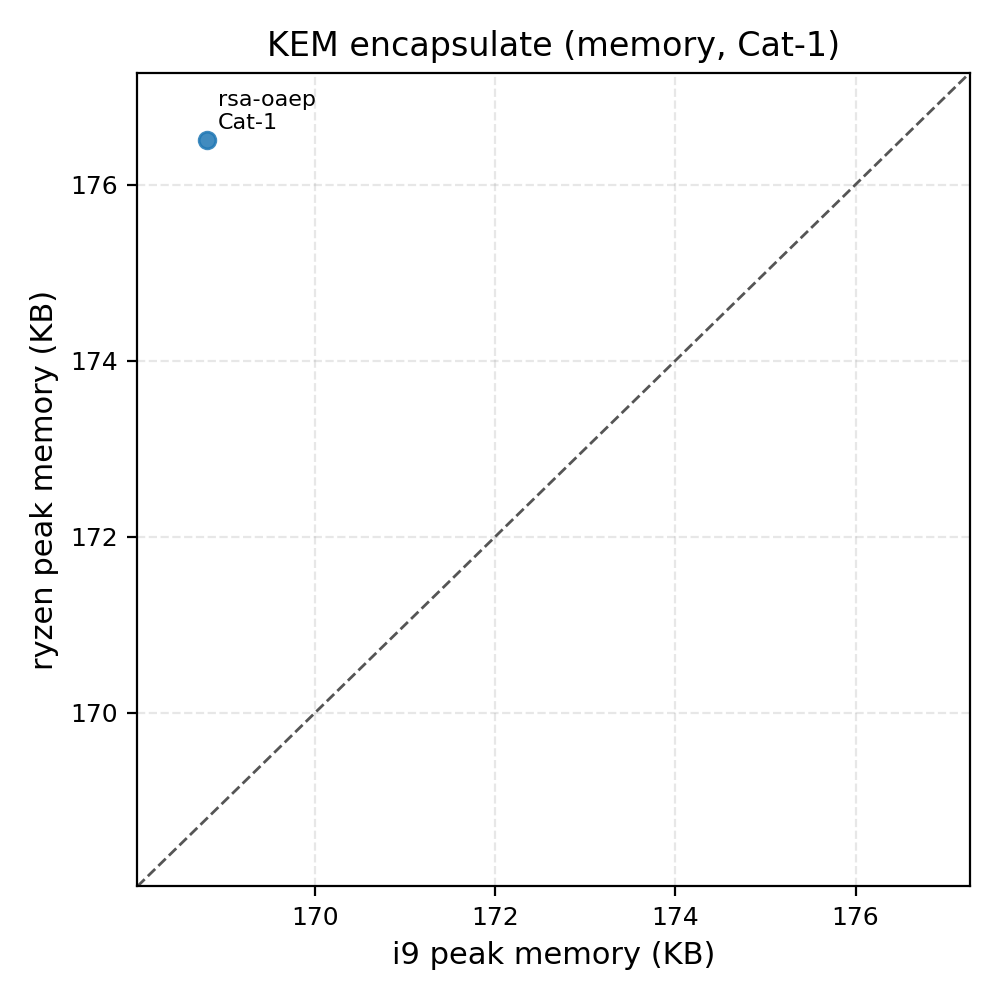 KEM encapsulate (memory, Cat-1)
rsa-oaep
Cat-1
176
174
172
170
ryzen peak memory (KB)
170
172
174
176
i9 peak memory (KB)